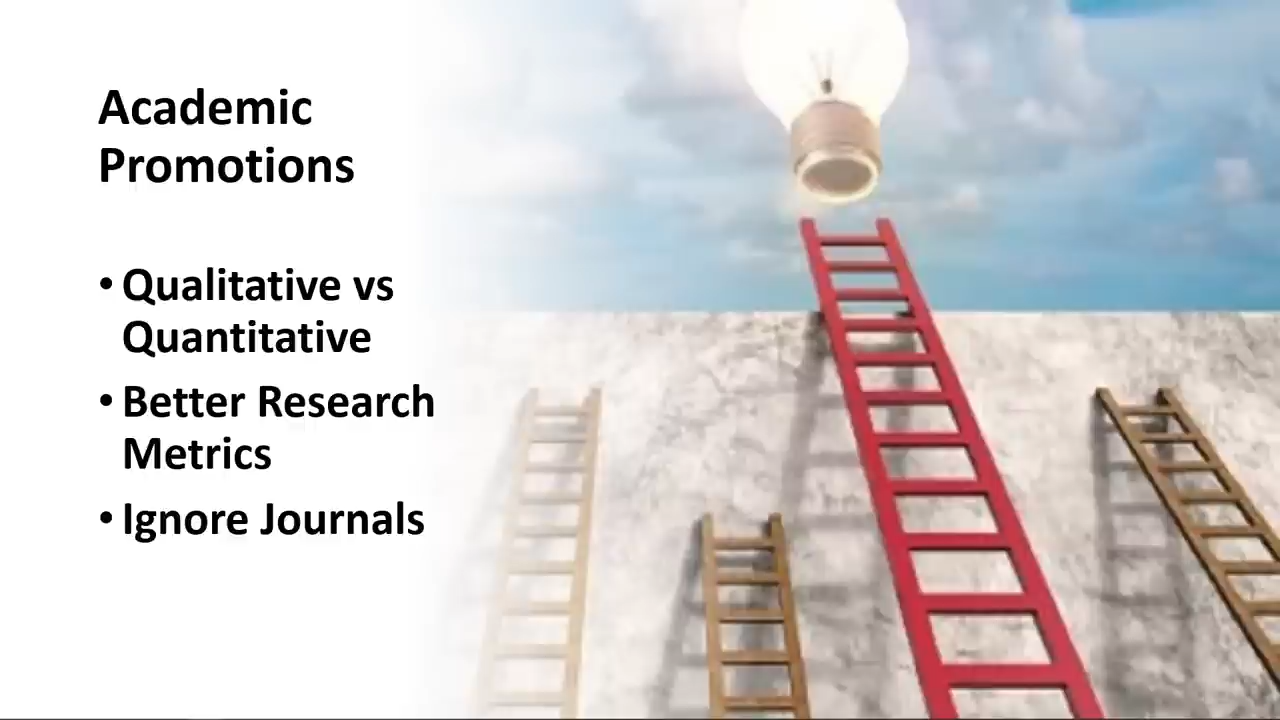 Academic
Promotions
• Qualitative vs
Quantitative
• Better Research
Metrics
• Ignore Journals